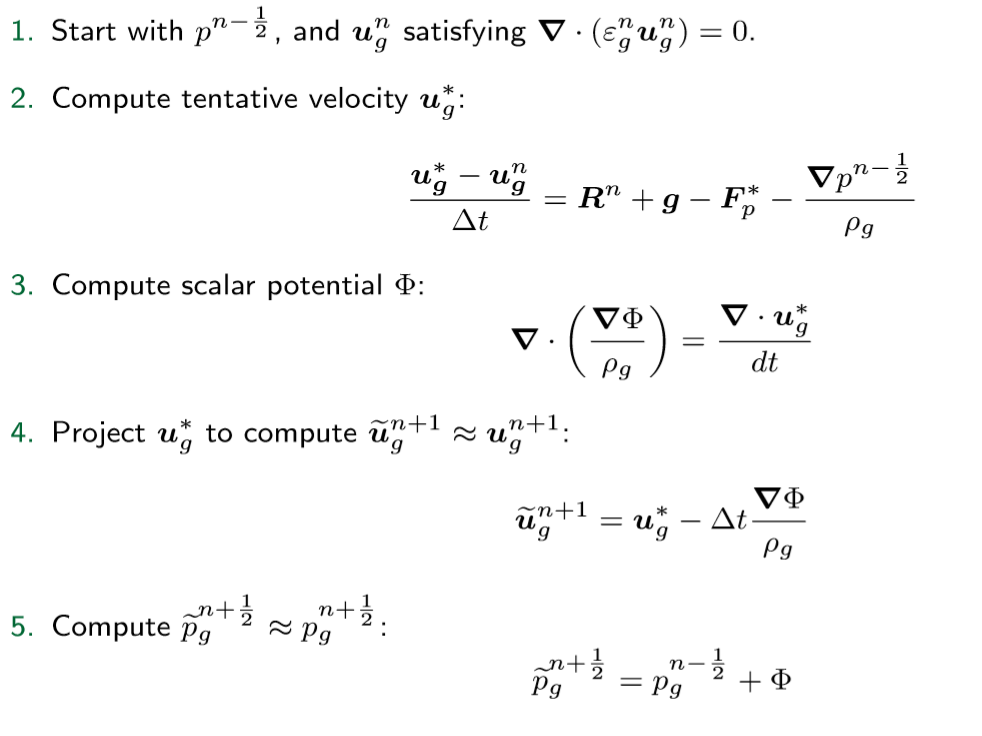 1. Start with $p^{n-\frac{1}{2}}$, and $\boldsymbol{u}_g^n$ satisfying $\boldsymbol{\nabla} \cdot (\varepsilon_g^n \boldsymbol{u}_g^n) = 0.$
2. Compute tentative velocity $\boldsymbol{u}_g^*$:
$\frac{\boldsymbol{u}_{\boldsymbol{g}}^* - \boldsymbol{u}_{\boldsymbol{g}}^n}{\Delta t} = \boldsymbol{R}^n + \boldsymbol{g} - \boldsymbol{F}_p^* - \frac{\boldsymbol{\nabla} p^{n-\frac{1}{2}}}{\rho_g}$
3. Compute scalar potential $\Phi$:
$\boldsymbol{\nabla} \cdot \left( \frac{\boldsymbol{\nabla}\Phi}{\rho_g} \right) = \frac{\boldsymbol{\nabla} \cdot \boldsymbol{u}_g^*}{dt}$
4. Project $\boldsymbol{u}_g^*$ to compute $\widetilde{\boldsymbol{u}}_g^{n+1} \approx \boldsymbol{u}_g^{n+1}$:
$\widetilde{\boldsymbol{u}}_g^{n+1} = \boldsymbol{u}_g^* - \Delta t \frac{\boldsymbol{\nabla}\Phi}{\rho_g}$
5. Compute $\widetilde{p}_g^{n+\frac{1}{2}} \approx p_g^{n+\frac{1}{2}}$:
$\widetilde{p}_g^{n+\frac{1}{2}} = p_g^{n-\frac{1}{2}} + \Phi$